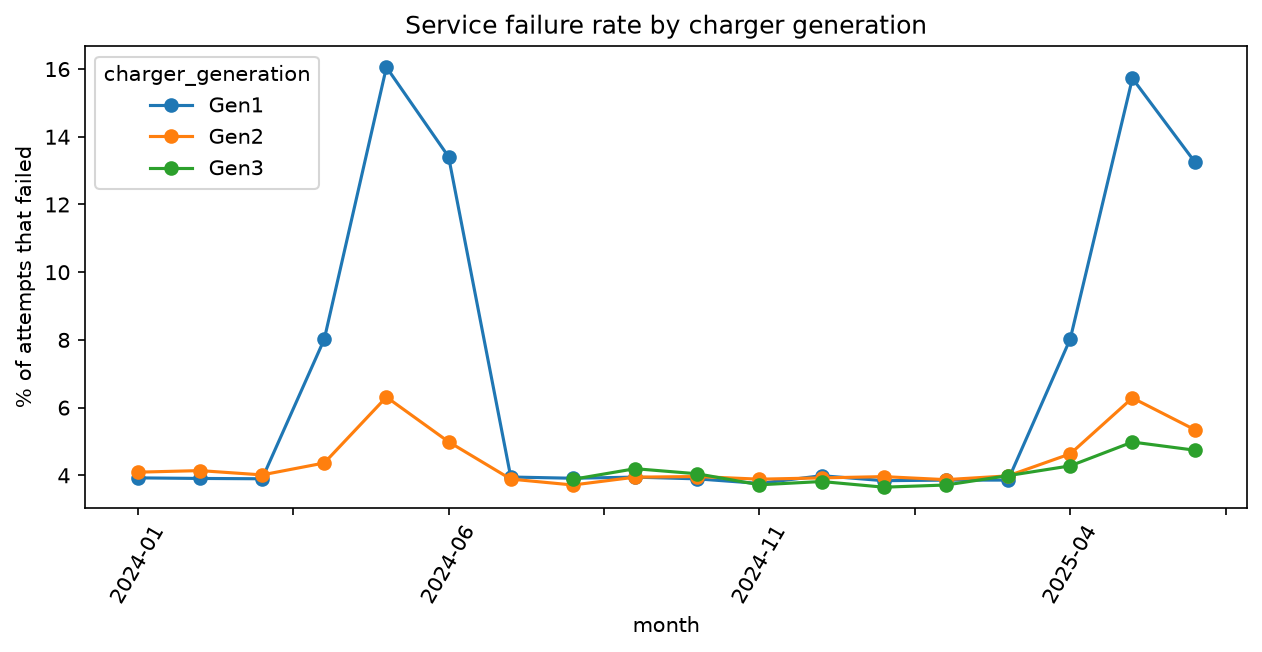 Service failure rate by charger generation
charger_generation
Gen1
Gen2
Gen3
% of attempts that failed
16
14
12
10
8
6
4
2024-01
2024-06
2024-11
2025-04
month